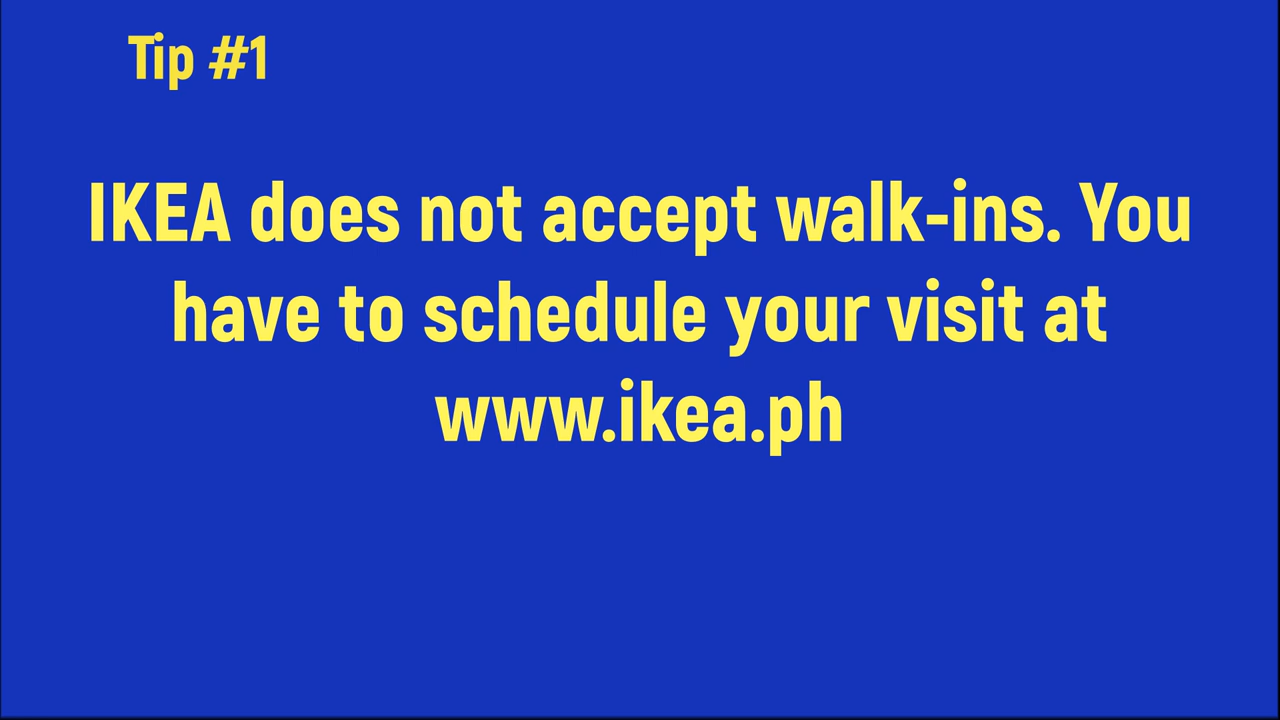 Tip #1
IKEA does not accept walk-ins. You
have to schedule your visit at
www.ikea.ph